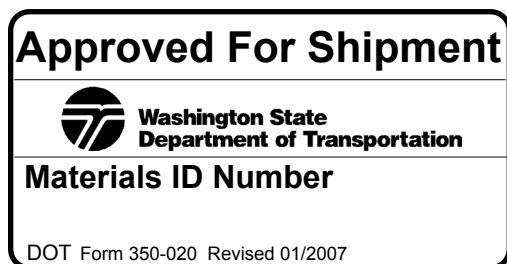 Approved For Shipment
Washington State
Department of Transportation
Materials ID Number
DOT Form 350-020 Revised 01/2007